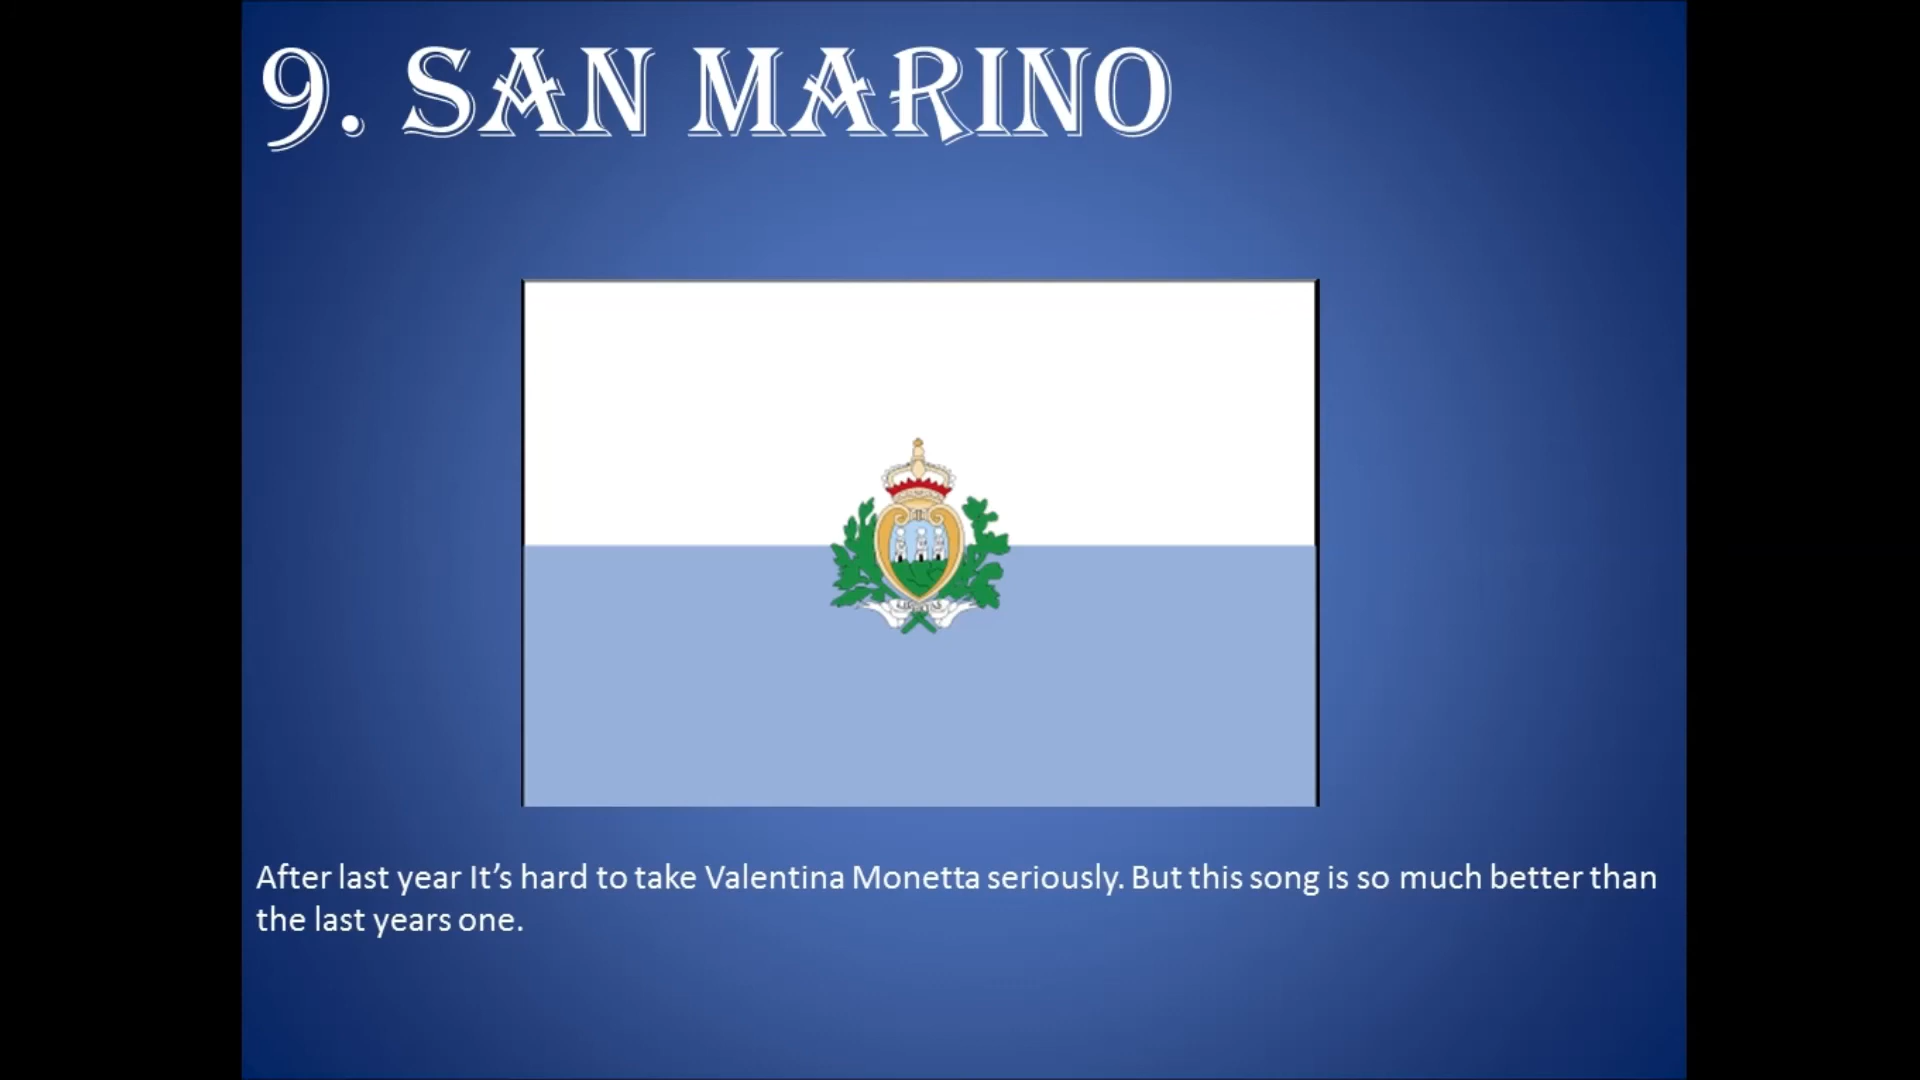 9. SAN MARINO
After last year It’s hard to take Valentina Monetta seriously. But this song is so much better than
the last years one.